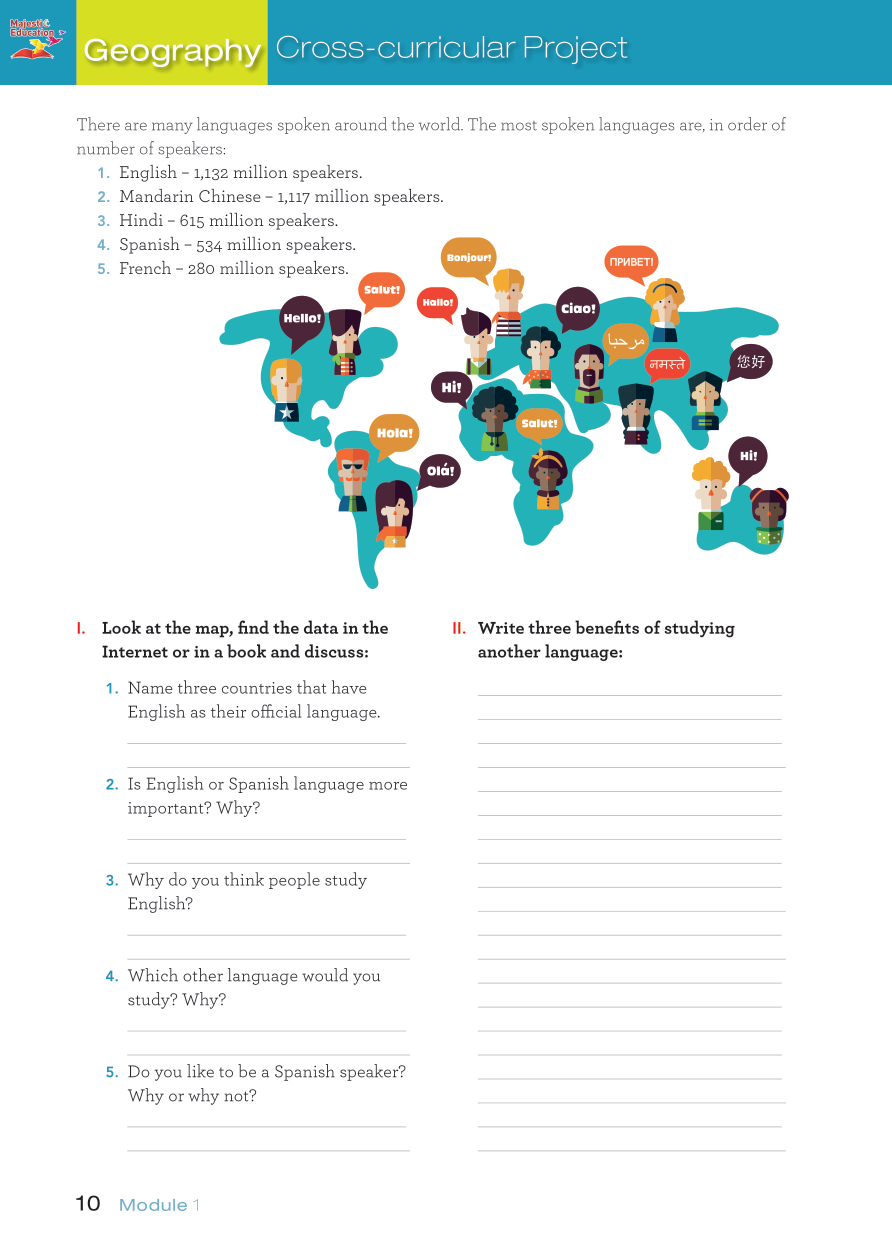 Majestic
Education
Geography Cross-curricular Project
There are many languages spoken around the world. The most spoken languages are, in order of
number of speakers:
1. English – 1,132 million speakers.
2. Mandarin Chinese – 1,117 million speakers.
3. Hindi – 615 million speakers.
4. Spanish – 534 million speakers.
5. French – 280 million speakers.
Bonjour!
ПРИВЕТ!
Salut!
Hallo!
Ciao!
Hello!
مرحبا
नमस्ते
您好
Hi!
Salut!
Hola!
Hi!
Olá!
I. Look at the map, find the data in the
Internet or in a book and discuss:
1. Name three countries that have
English as their official language.
2. Is English or Spanish language more
important? Why?
3. Why do you think people study
English?
4. Which other language would you
study? Why?
5. Do you like to be a Spanish speaker?
Why or why not?
II. Write three benefits of studying
another language:
10 Module 1